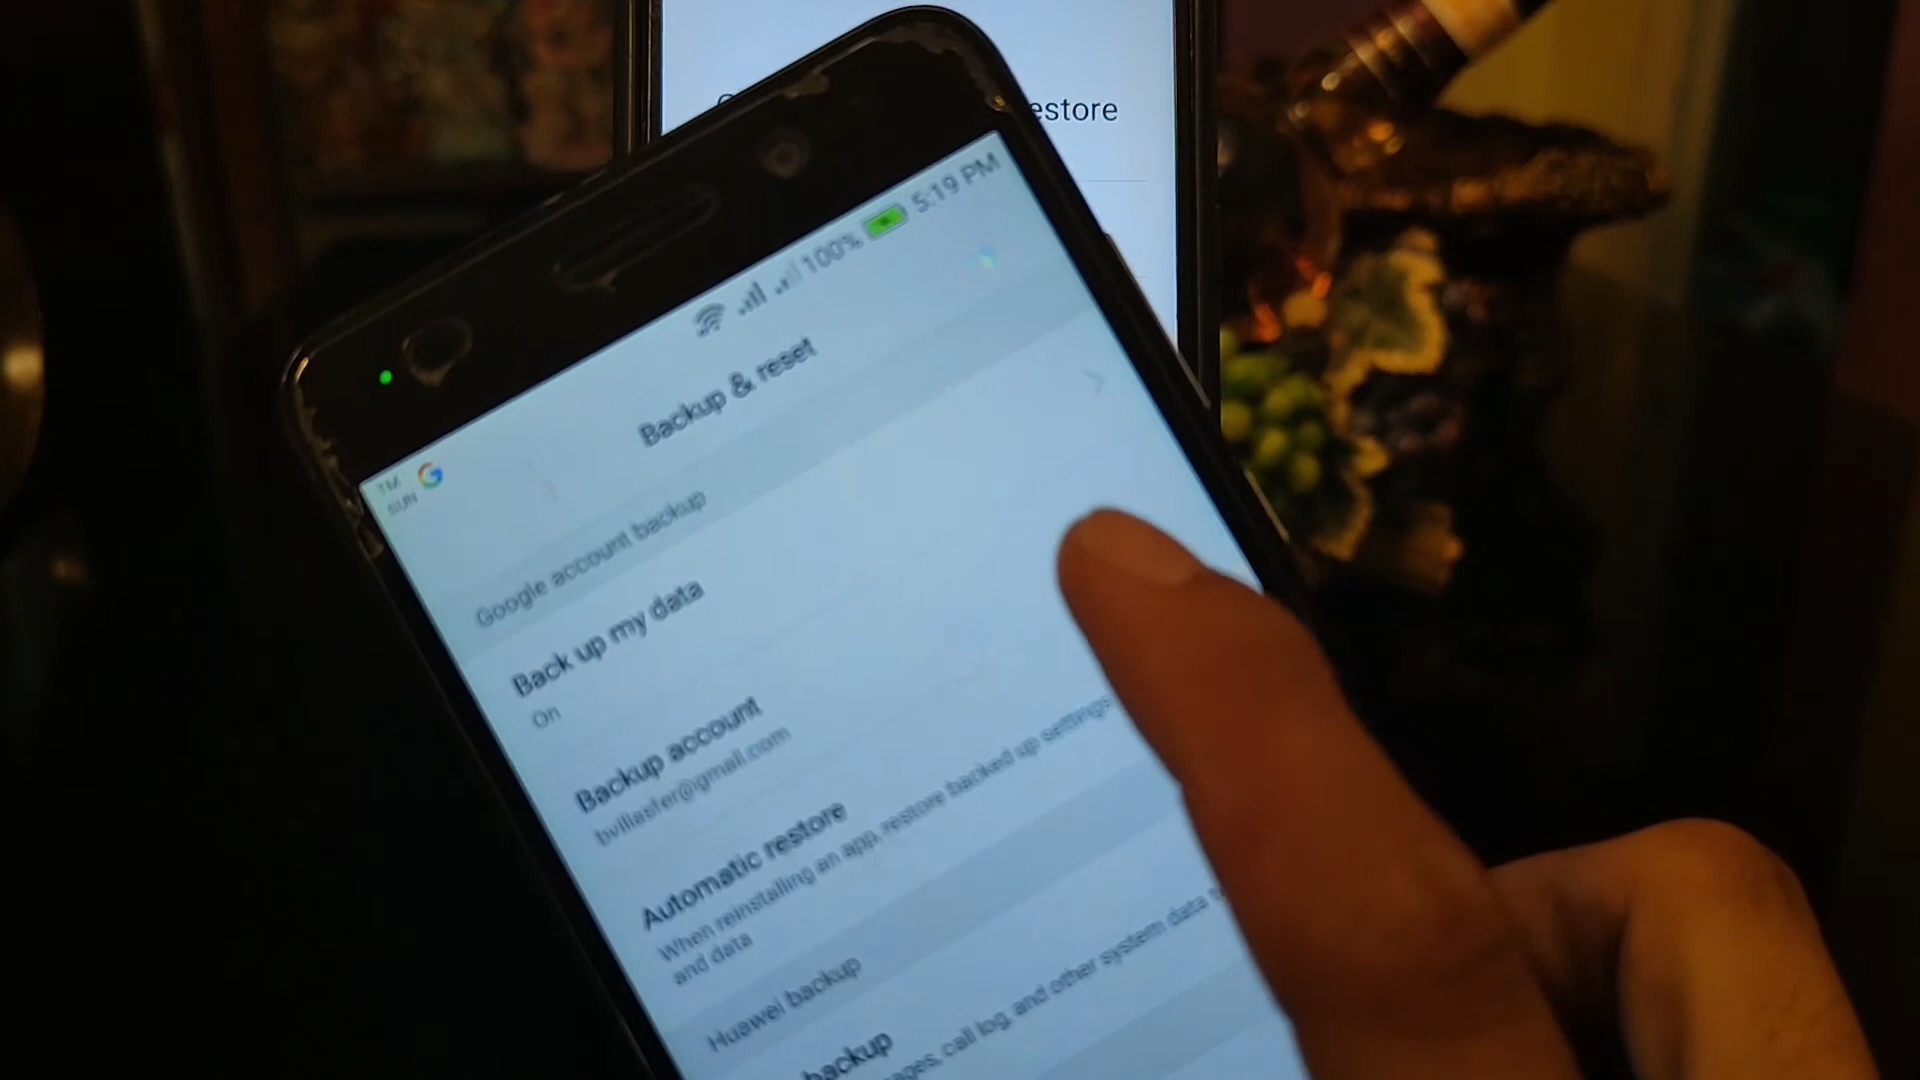 estore
5:19 PM
100%
TM
SUN
G
Backup & reset
Google account backup
Back up my data
On
Backup account
bvillasfer@gmail.com
Automatic restore
When reinstalling an app, restore backed up settings
and data
Huawei backup
backup
ages, call log, and other system data